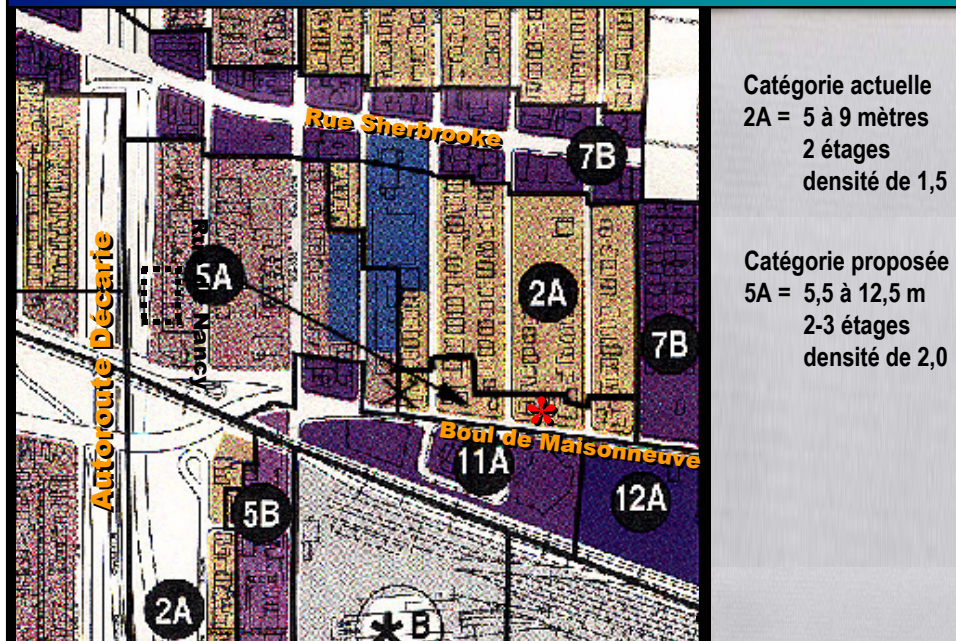 Rue Sherbrooke
7B
5A
Rue Nancy
2A
7B
Autoroute Décarie
Boul de Maisonneuve
11A
12A
5B
2A
B
Catégorie actuelle
2A = 5 à 9 mètres
2 étages
densité de 1,5
Catégorie proposée
5A = 5,5 à 12,5 m
2-3 étages
densité de 2,0